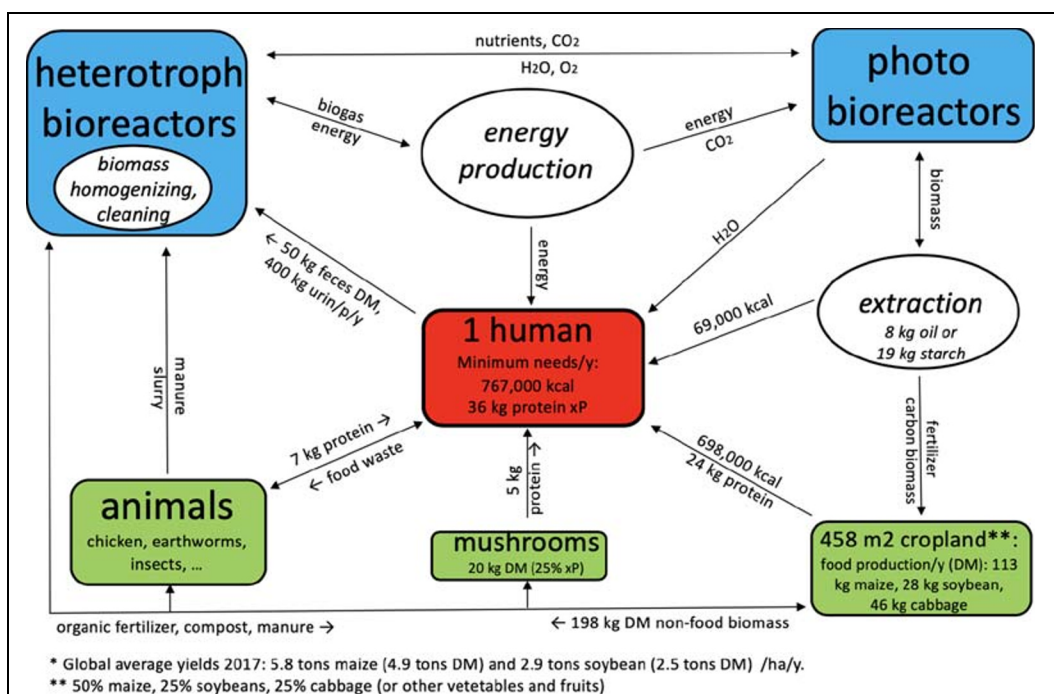 heterotroph
bioreactors
biomass
homogenizing,
cleaning
nutrients, CO2
H2O, O2
photo
bioreactors
biogas
energy
energy
production
energy
CO2
biomass
H2O
energy
← 50 kg feces DM,
400 kg urin/p/y
extraction
8 kg oil or
19 kg starch
69,000 kcal
1 human
Minimum needs/y:
767,000 kcal
36 kg protein xP
manure
slurry
7 kg protein →
← food waste
5 kg
protein →
698,000 kcal
24 kg protein
fertilizer
carbon biomass
animals
chicken, earthworms,
insects, ...
mushrooms
20 kg DM (25% xP)
458 m2 cropland**:
food production/y (DM): 113
kg maize, 28 kg soybean,
46 kg cabbage
organic fertilizer, compost, manure →
← 198 kg DM non-food biomass
* Global average yields 2017: 5.8 tons maize (4.9 tons DM) and 2.9 tons soybean (2.5 tons DM) /ha/y.
** 50% maize, 25% soybeans, 25% cabbage (or other vetetables and fruits)